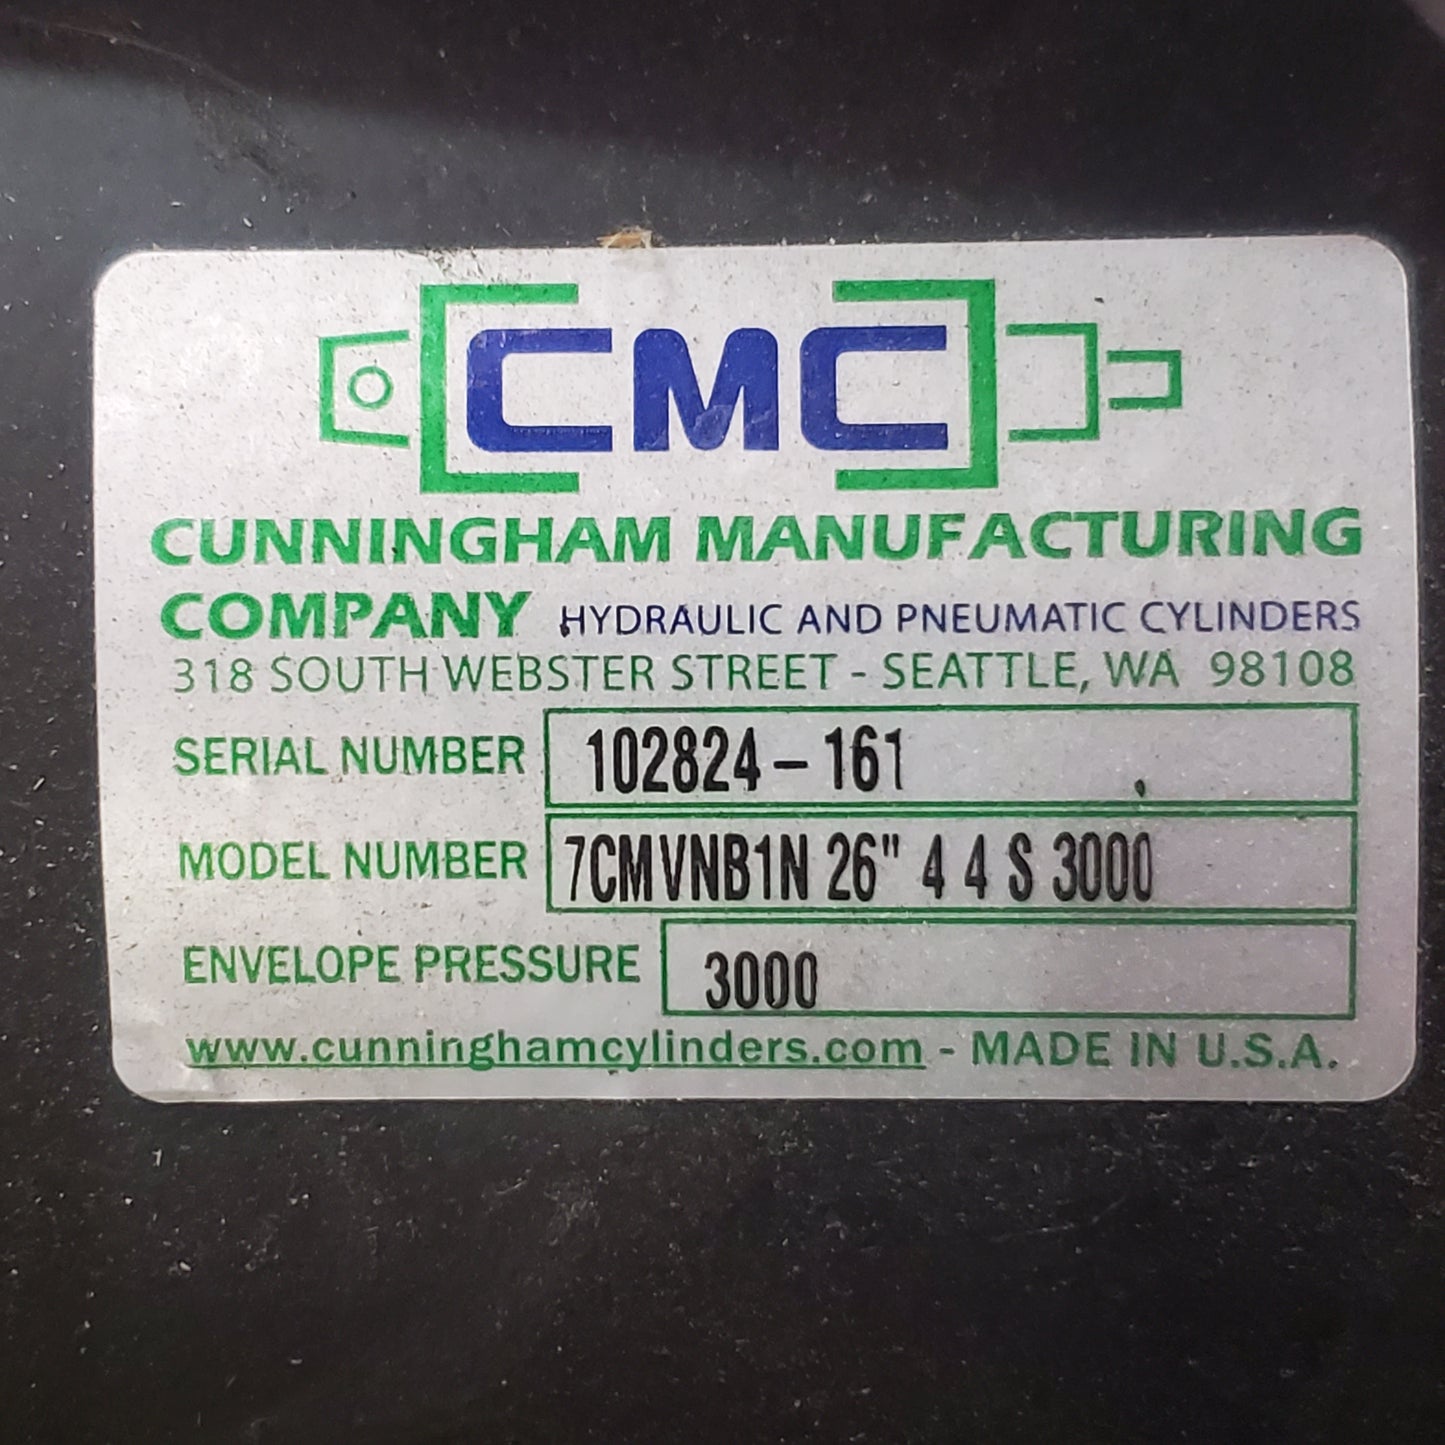 CMC
CUNNINGHAM MANUFACTURING
COMPANY HYDRAULIC AND PNEUMATIC CYLINDERS
318 SOUTH WEBSTER STREET - SEATTLE, WA 98108
SERIAL NUMBER 102824-161
MODEL NUMBER 7CMVNB1N 26" 4 4 S 3000
ENVELOPE PRESSURE 3000
www.cunninghamcylinders.com - MADE IN U.S.A.